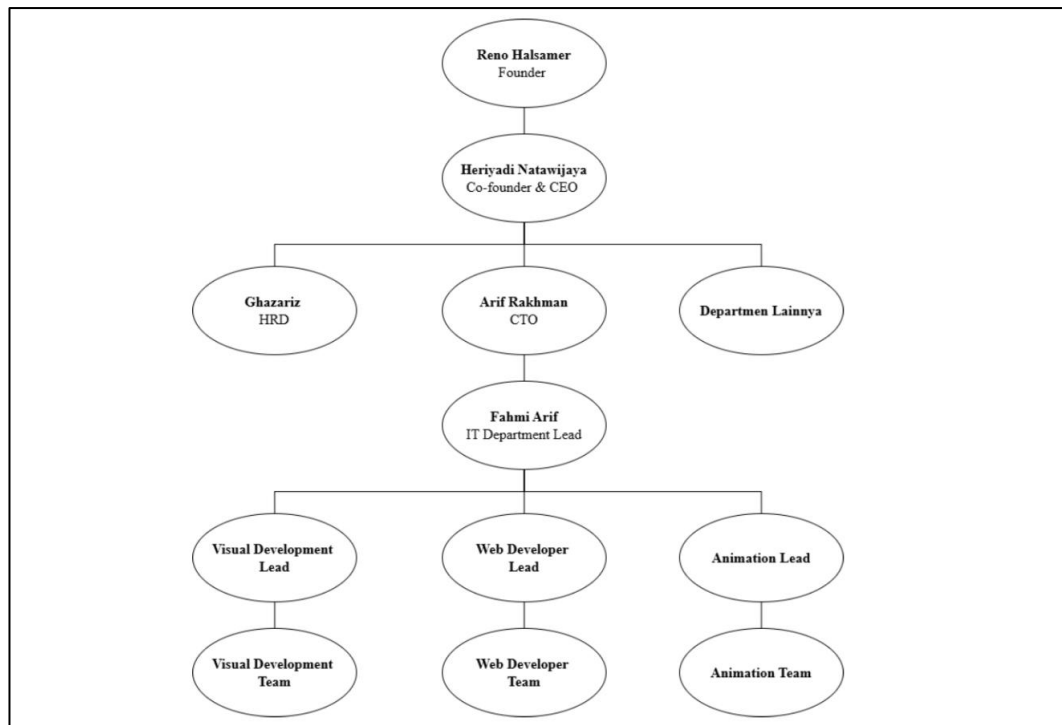 Reno Halsamer
Founder
Heriyadi Natawijaya
Co-founder & CEO
Ghazariz
HRD
Arif Rakhman
CTO
Departmen Lainnya
Fahmi Arif
IT Department Lead
Visual Development
Lead
Web Developer
Lead
Animation Lead
Visual Development
Team
Web Developer
Team
Animation Team